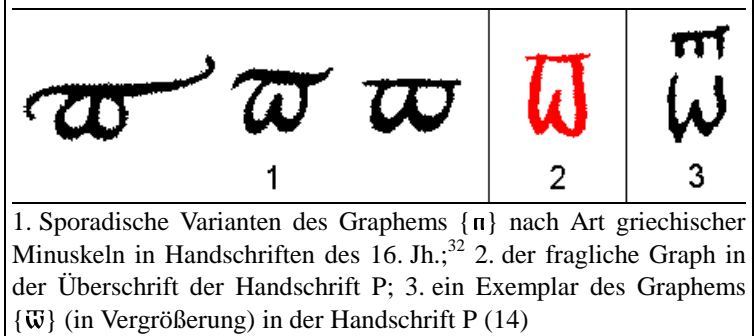 1 2 3
1. Sporadische Varianten des Graphems {п} nach Art griechischer
Minuskeln in Handschriften des 16. Jh.;32 2. der fragliche Graph in
der Überschrift der Handschrift P; 3. ein Exemplar des Graphems
{ѿ} (in Vergrößerung) in der Handschrift P (14)